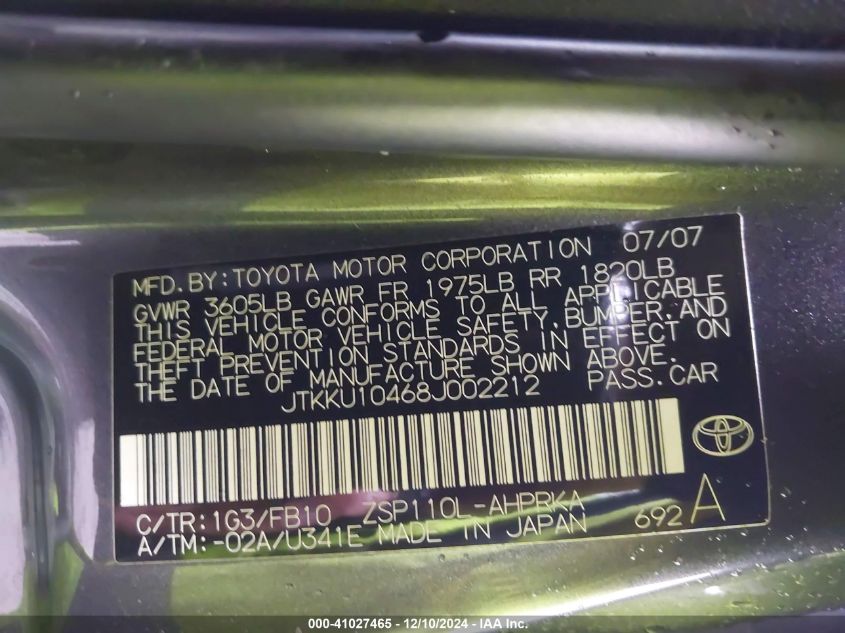 MFD.BY:TOYOTA MOTOR CORPORATION 07/07
GVWR 3605LB GAWR FR 1975LB RR 1820LB
THIS VEHICLE CONFORMS TO ALL APPLICABLE
FEDERAL MOTOR VEHICLE SAFETY,BUMPER,AND
THEFT PREVENTION STANDARDS IN EFFECT ON
THE DATE OF MANUFACTURE SHOWN ABOVE.
JTKKU10468J002212 PASS.CAR
C/TR:1G3/FB10 ZSP110L-AHPRKA
A/TM:-02A/U341E MADE IN JAPAN 692 A
000-41027465 - 12/10/2024 - IAA Inc.